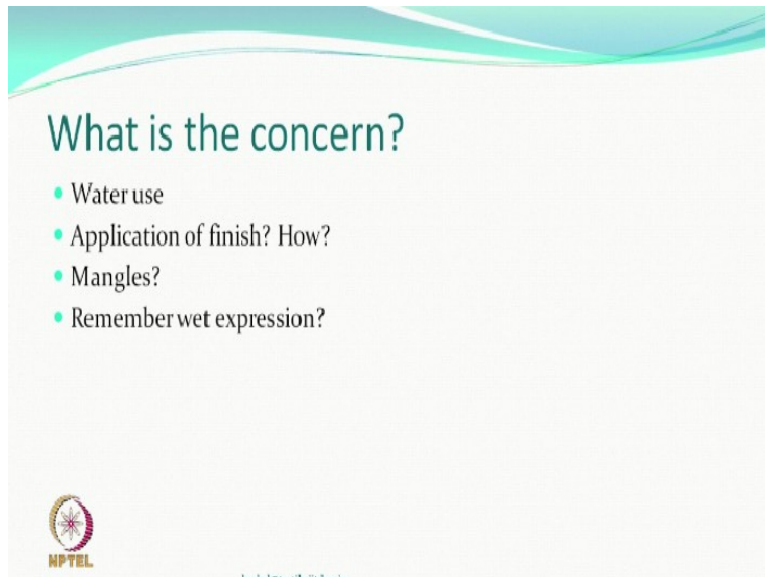 What is the concern?
Water use
Application of finish? How?
Mangles?
Remember wet expression?
NPTEL